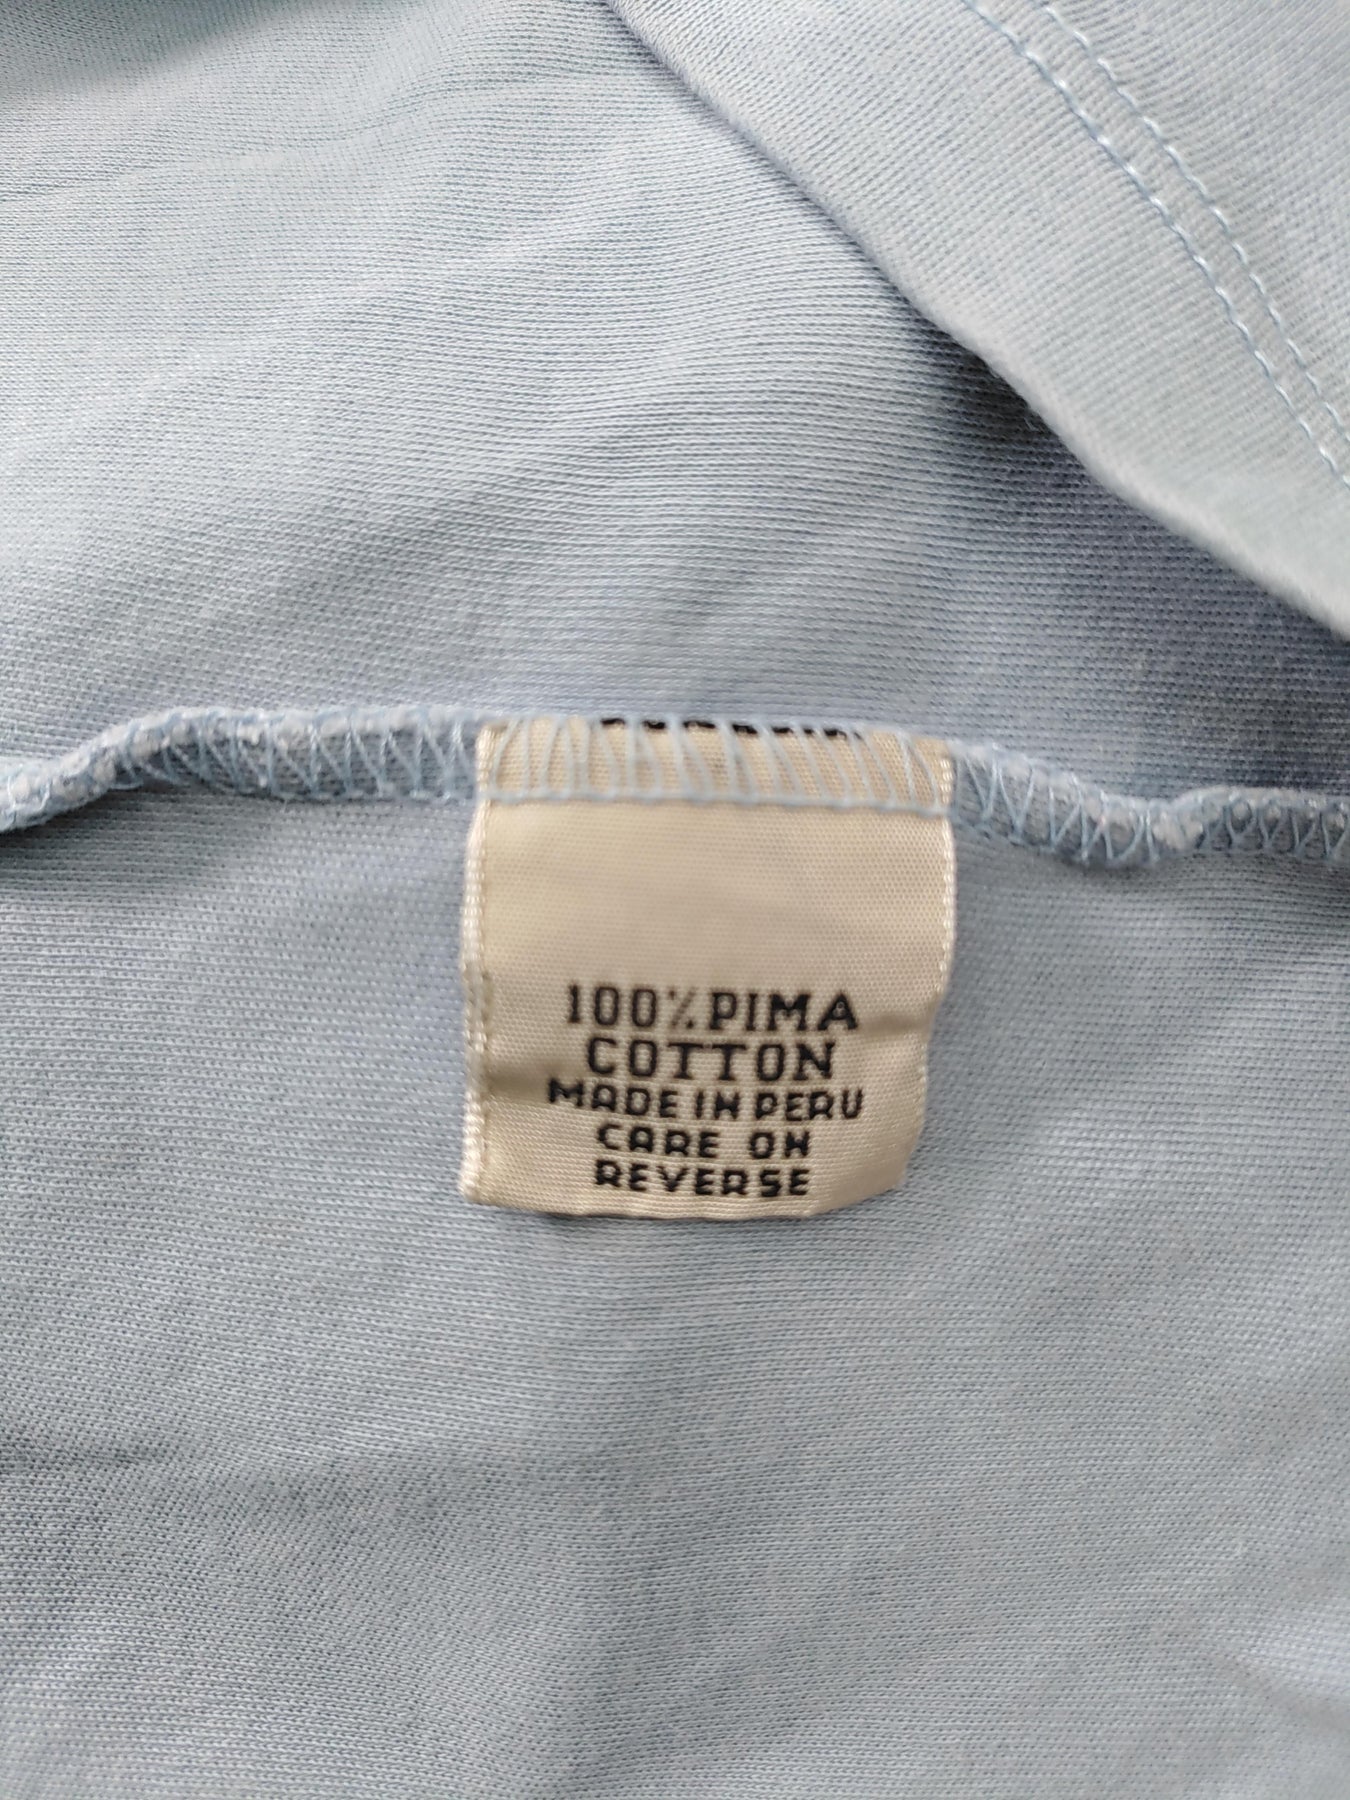 100% PIMA
COTTON
MADE IN PERU
CARE ON
REVERSE